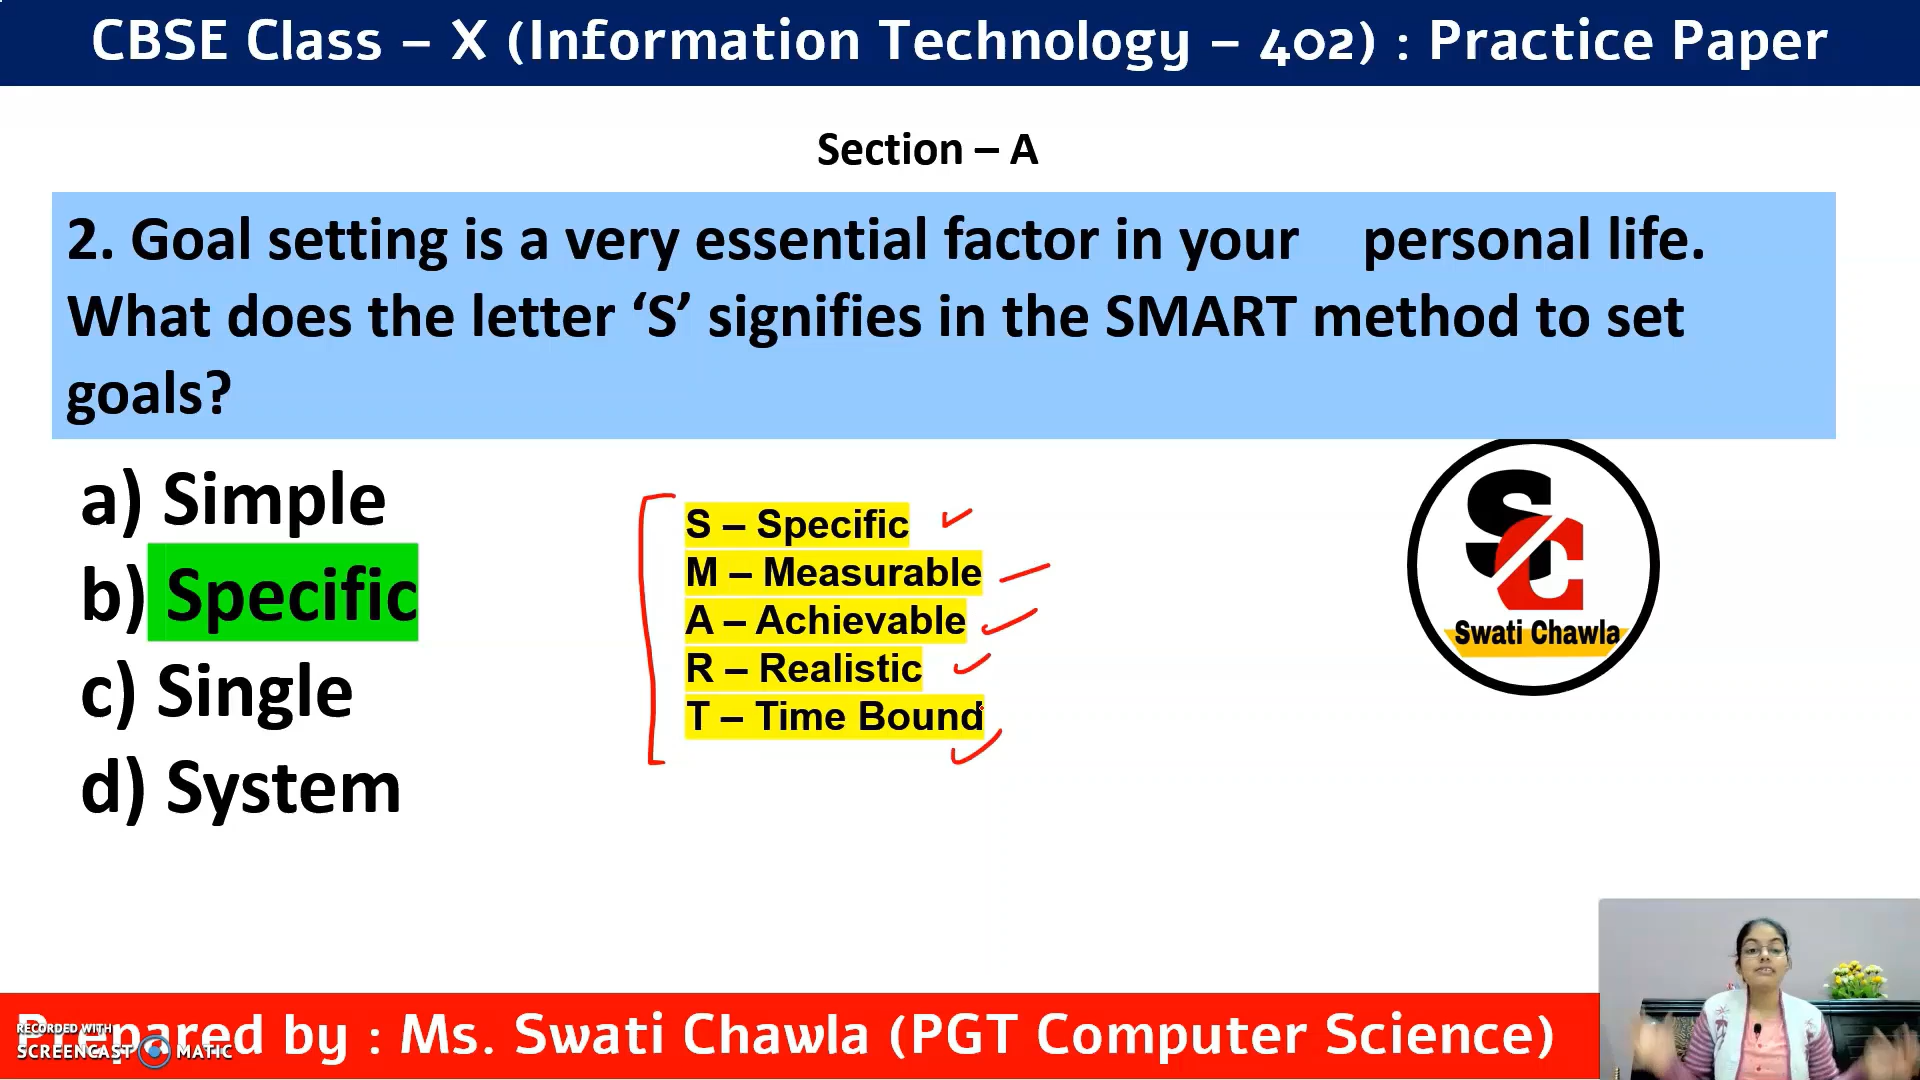 CBSE Class – X (Information Technology – 402) : Practice Paper
Section – A
2. Goal setting is a very essential factor in your personal life.
What does the letter ‘S’ signifies in the SMART method to set
goals?
a) Simple
b) Specific
c) Single
d) System
S – Specific
M – Measurable
A – Achievable
R – Realistic
T – Time Bound
SC
Swati Chawla
Prepared by : Ms. Swati Chawla (PGT Computer Science)
RECORDED WITH
SCREENCAST MATIC